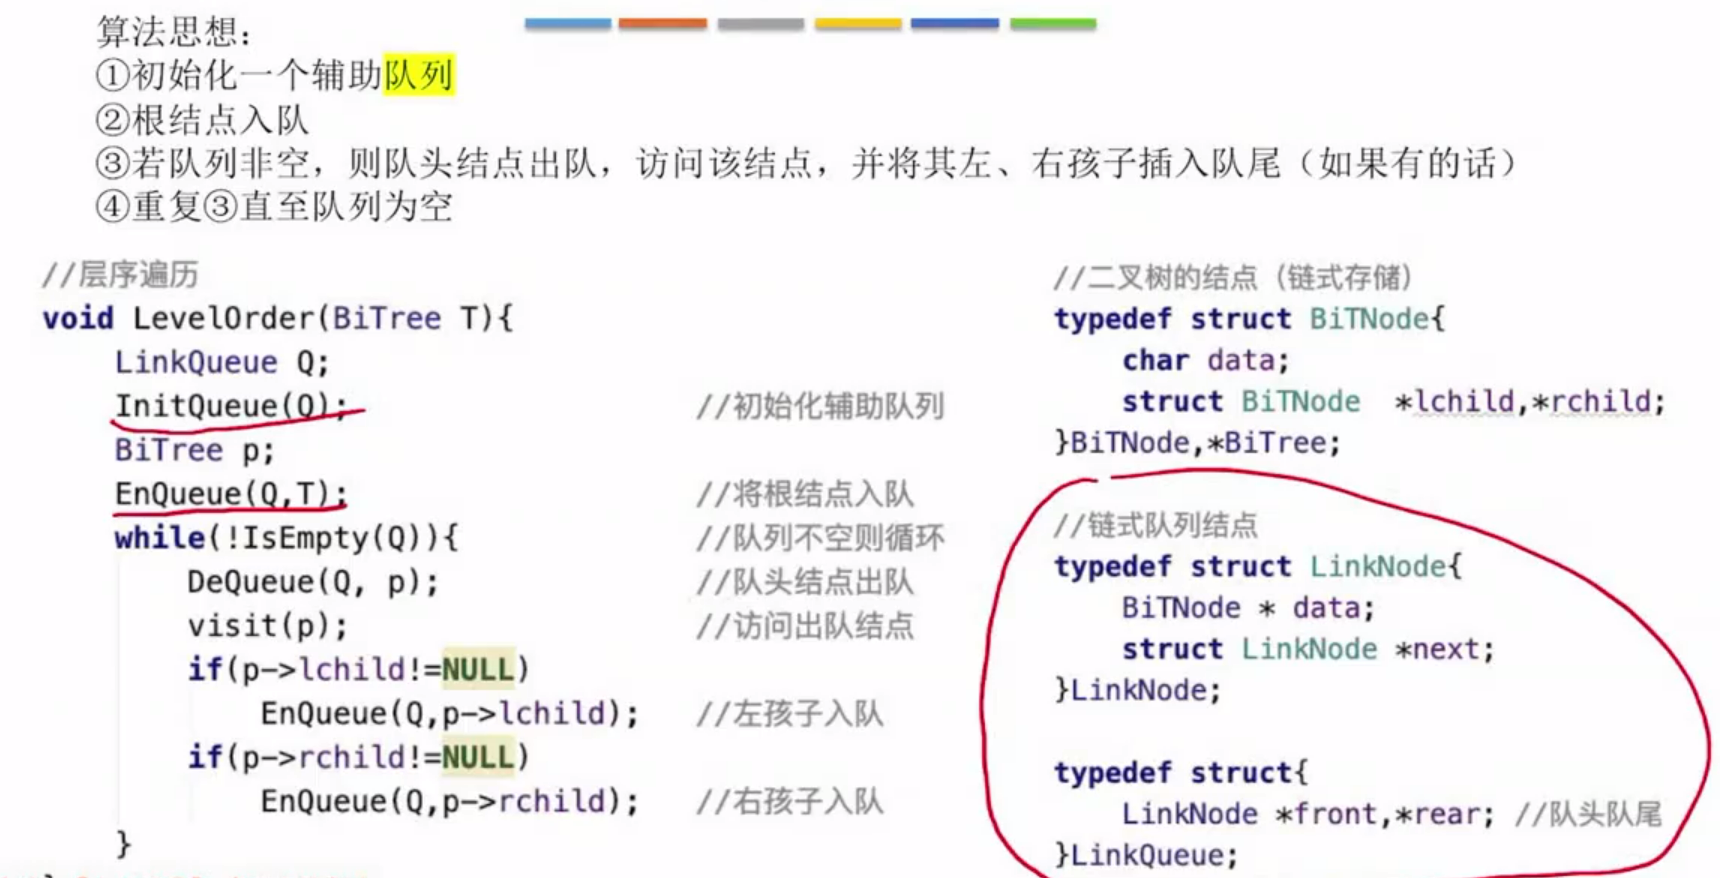 算法思想：
①初始化一个辅助队列
②根结点入队
③若队列非空，则队头结点出队，访问该结点，并将其左、右孩子插入队尾（如果有的话）
④重复③直至队列为空
//层序遍历
void LevelOrder(BiTree T){
LinkQueue Q;
InitQueue(Q); //初始化辅助队列
BiTree p;
EnQueue(Q,T); //将根结点入队
while(!IsEmpty(Q)){ //队列不空则循环
DeQueue(Q, p); //队头结点出队
visit(p); //访问出队结点
if(p->lchild!=NULL)
EnQueue(Q,p->lchild); //左孩子入队
if(p->rchild!=NULL)
EnQueue(Q,p->rchild); //右孩子入队
}
//二叉树的结点（链式存储）
typedef struct BiTNode{
char data;
struct BiTNode *lchild,*rchild;
}BiTNode,*BiTree;
//链式队列结点
typedef struct LinkNode{
BiTNode * data;
struct LinkNode *next;
}LinkNode;
typedef struct{
LinkNode *front,*rear; //队头队尾
}LinkQueue;